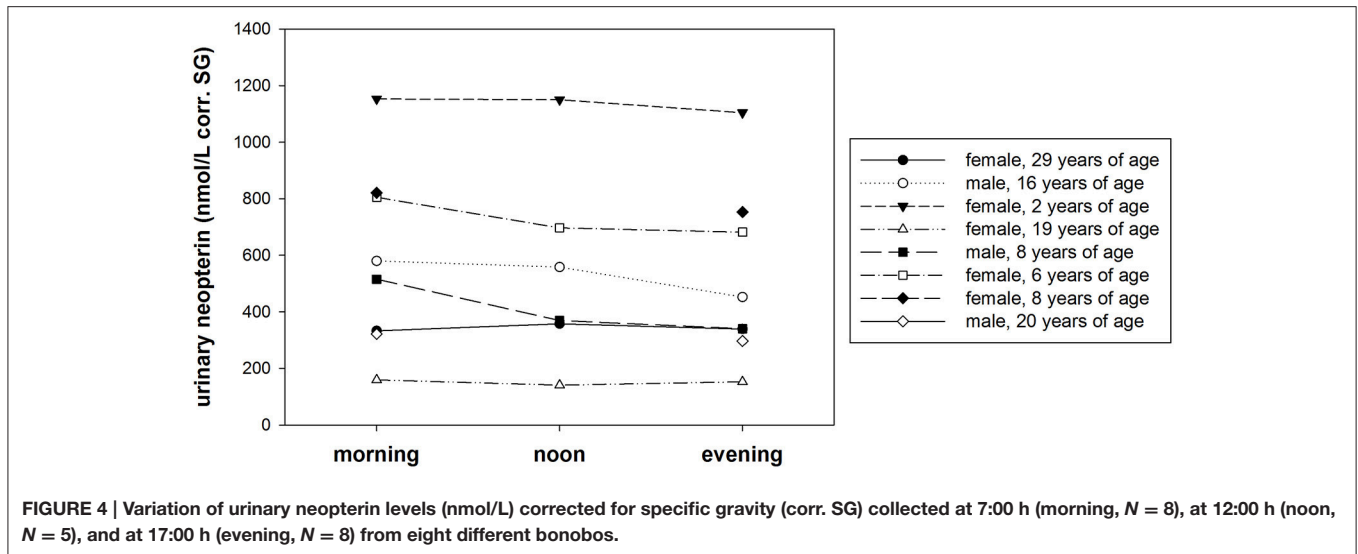 urinary neopterin (nmol/L corr. SG)
1400
1200
1000
800
600
400
200
0
morning noon evening
female, 29 years of age
male, 16 years of age
female, 2 years of age
female, 19 years of age
male, 8 years of age
female, 6 years of age
female, 8 years of age
male, 20 years of age
FIGURE 4 | Variation of urinary neopterin levels (nmol/L) corrected for specific gravity (corr. SG) collected at 7:00 h (morning, N = 8), at 12:00 h (noon,
N = 5), and at 17:00 h (evening, N = 8) from eight different bonobos.